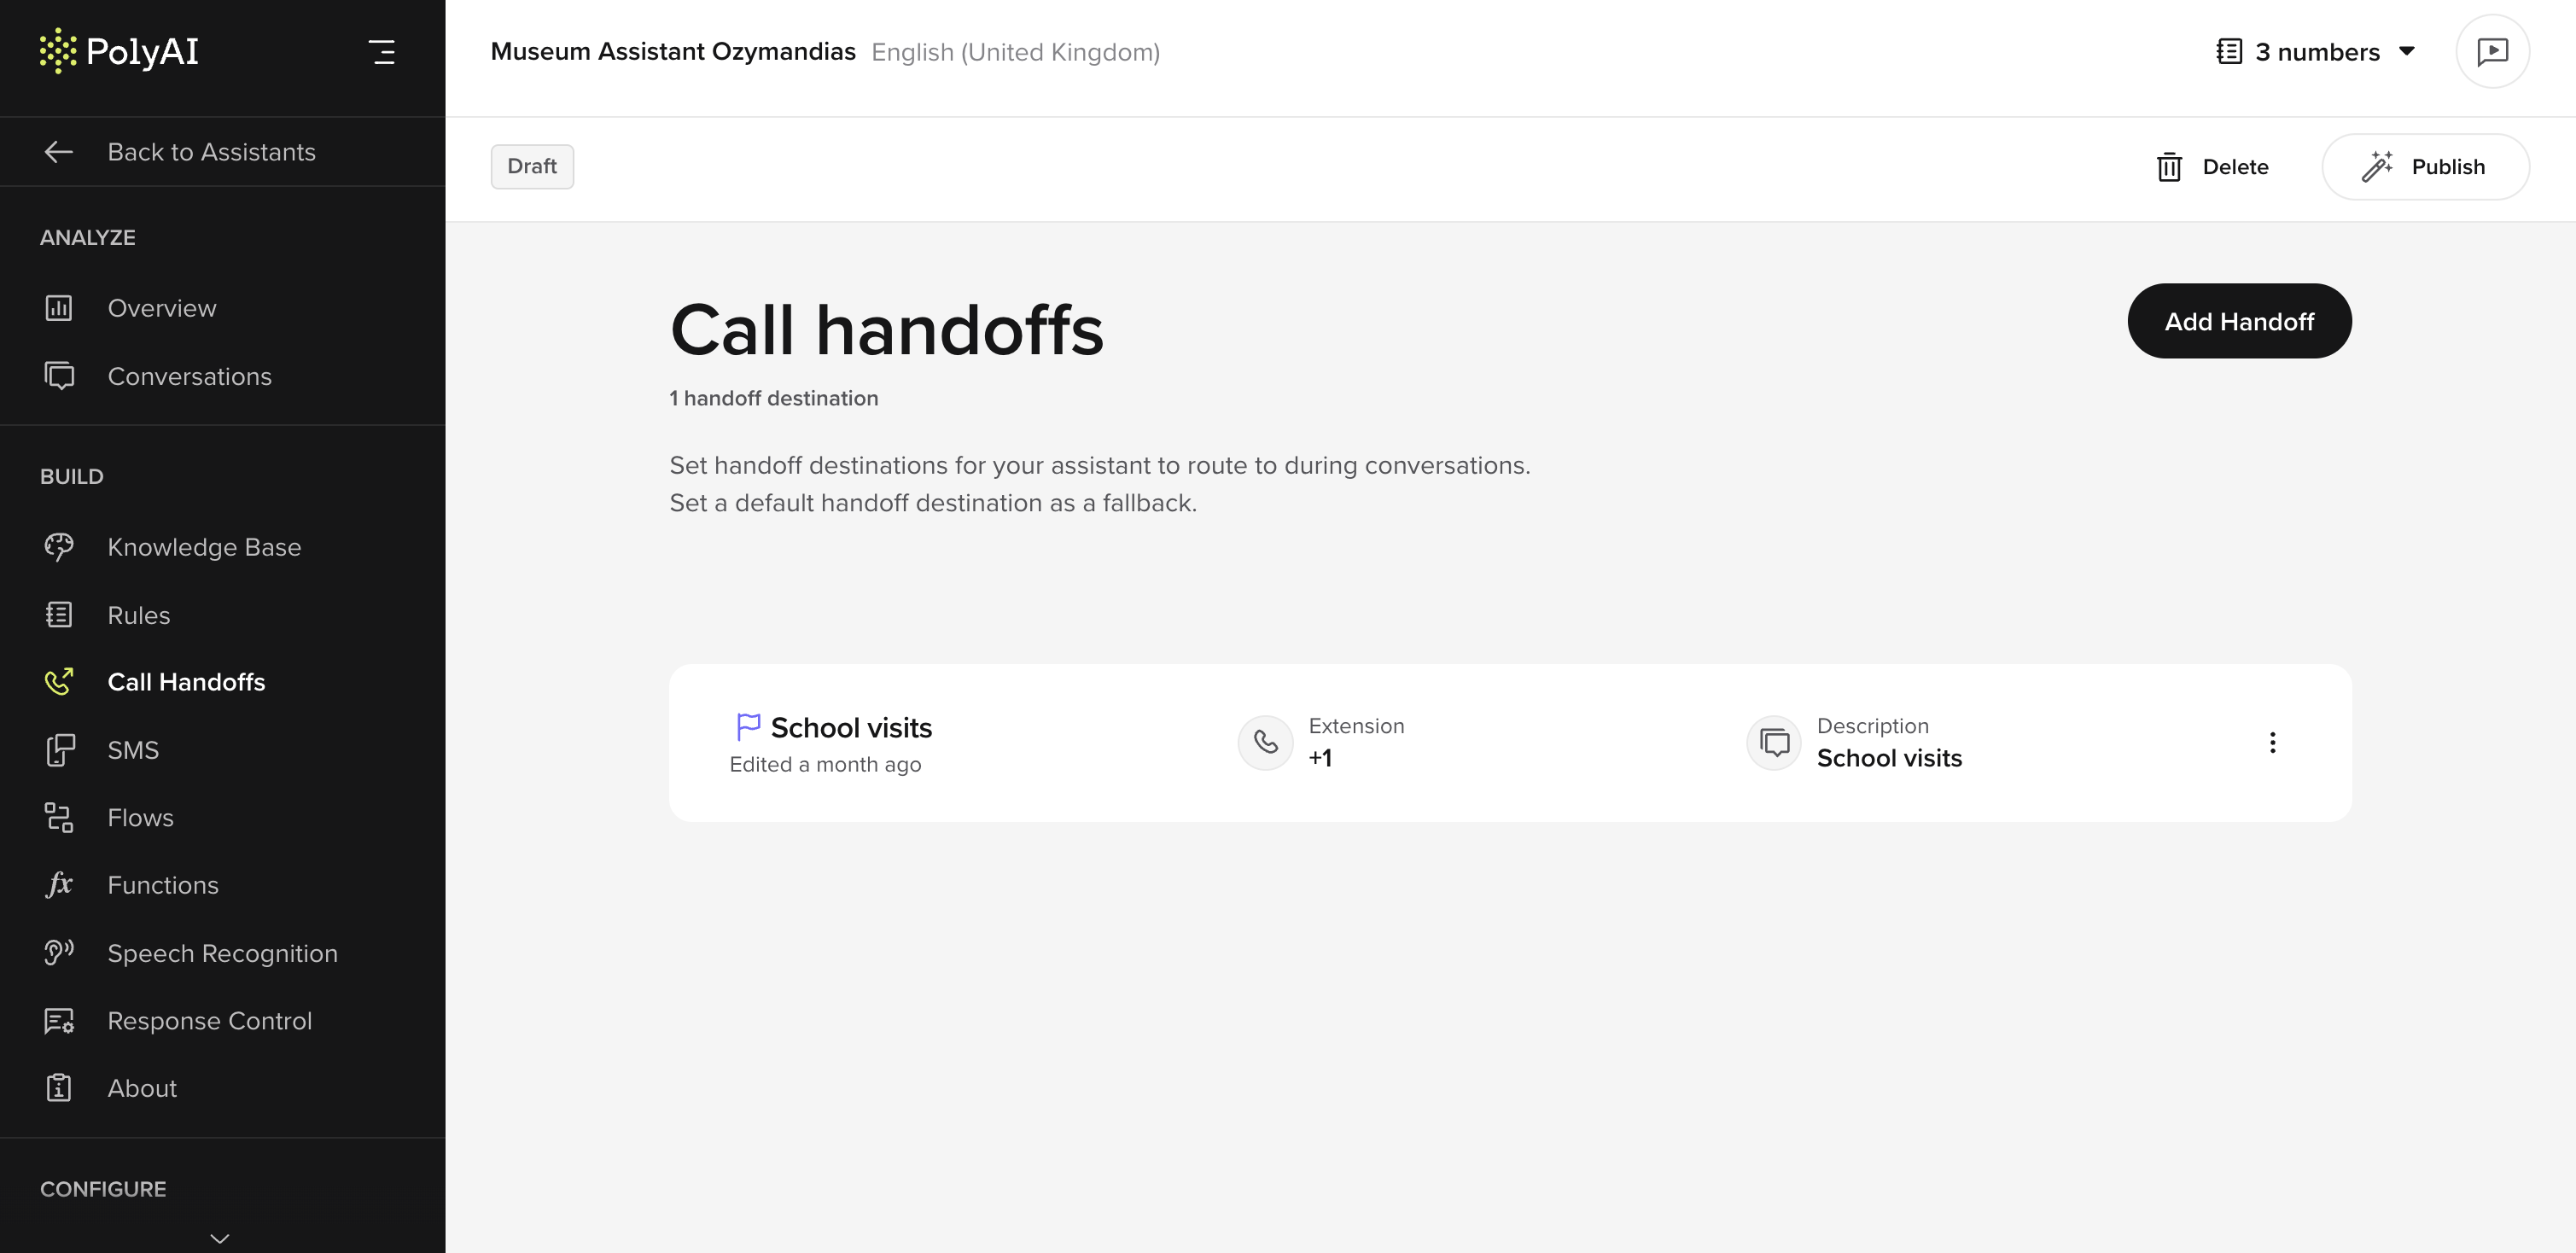 PolyAI
Back to Assistants
ANALYZE
Overview
Conversations
BUILD
Knowledge Base
Rules
Call Handoffs
SMS
Flows
Functions
Speech Recognition
Response Control
About
CONFIGURE
Museum Assistant Ozymandias English (United Kingdom)
3 numbers
Draft
Delete
Publish
Call handoffs
Add Handoff
1 handoff destination
Set handoff destinations for your assistant to route to during conversations.
Set a default handoff destination as a fallback.
School visits
Edited a month ago
Extension
+1
Description
School visits